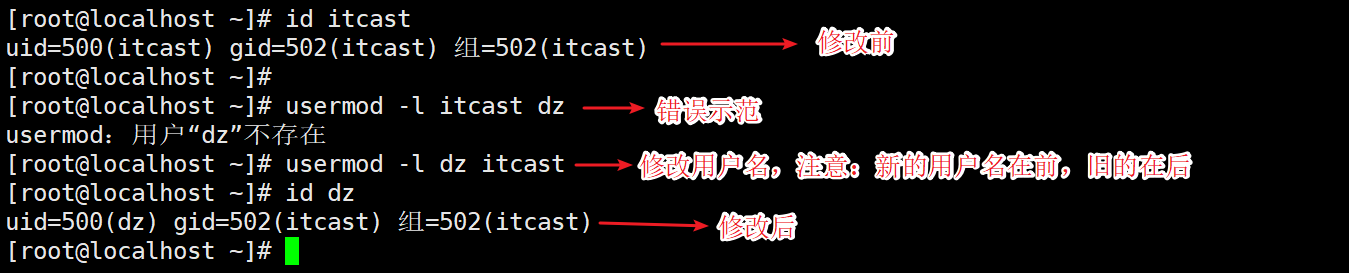 [root@localhost ~]# id itcast
uid=500(itcast) gid=502(itcast) 组=502(itcast) 修改前
[root@localhost ~]#
[root@localhost ~]# usermod -l itcast dz 错误示范
usermod：用户“dz”不存在
[root@localhost ~]# usermod -l dz itcast 修改用户名，注意：新的用户名在前，旧的在后
[root@localhost ~]# id dz
uid=500(dz) gid=502(itcast) 组=502(itcast) 修改后
[root@localhost ~]#